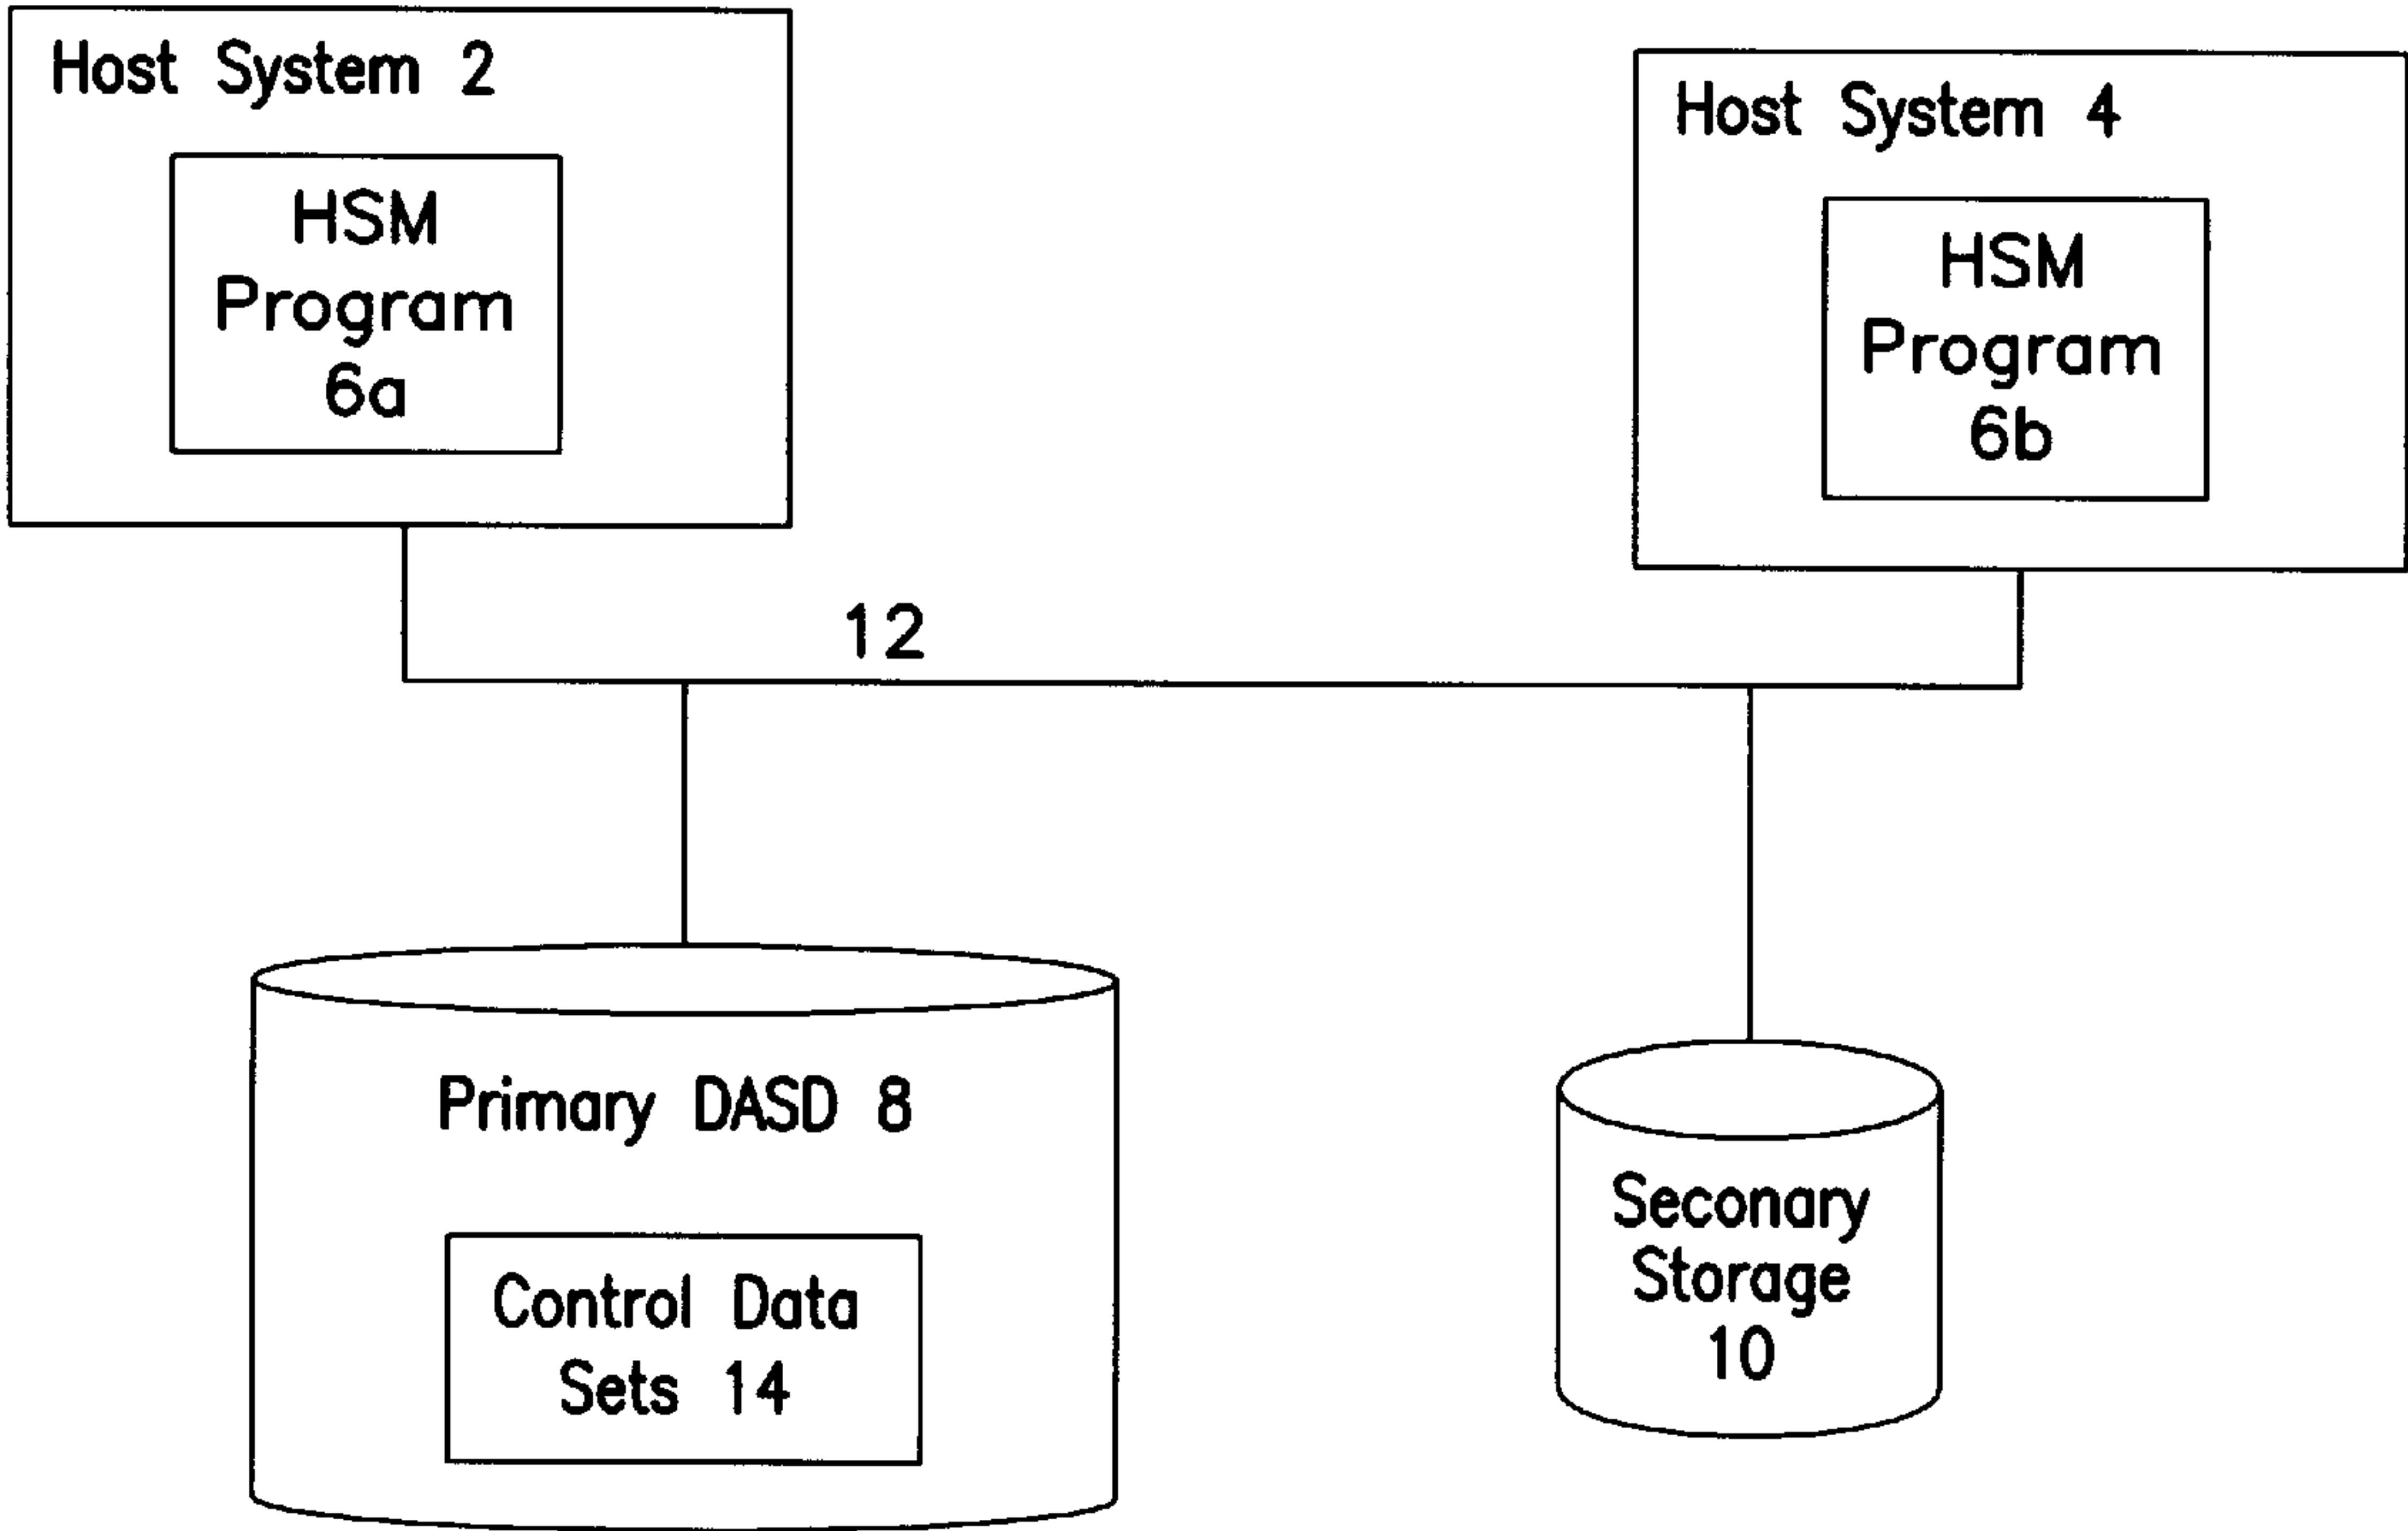 Host System 2
HSM
Program
6a
Host System 4
HSM
Program
6b
12
Primary DASD 8
Control Data
Sets 14
Seconary
Storage
10